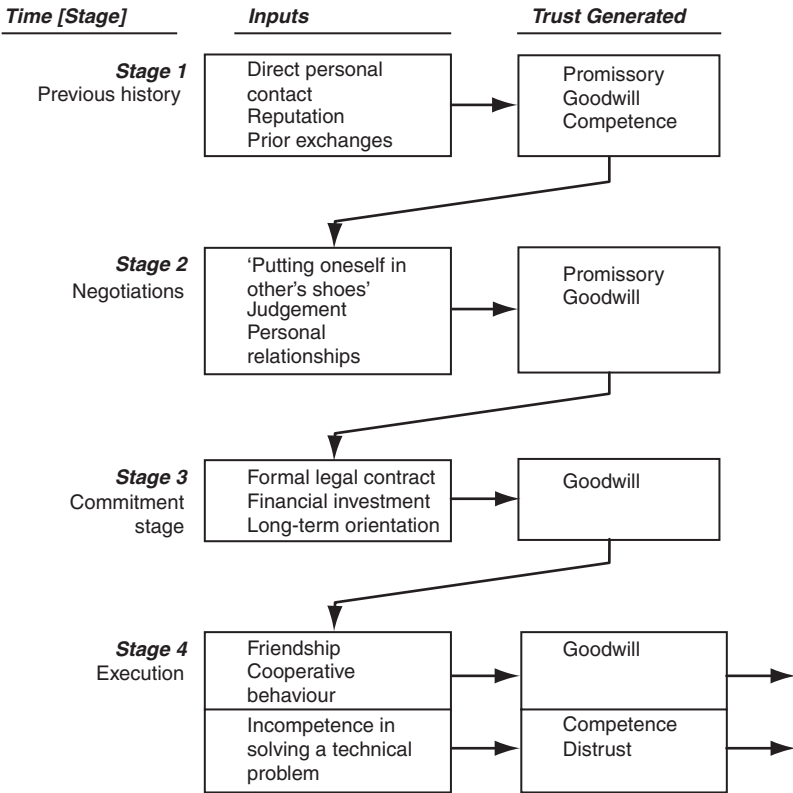 Time [Stage]
Inputs
Trust Generated
Stage 1
Previous history
Direct personal
contact
Reputation
Prior exchanges
Promissory
Goodwill
Competence
Stage 2
Negotiations
‘Putting oneself in
other’s shoes’
Judgement
Personal
relationships
Promissory
Goodwill
Stage 3
Commitment
stage
Formal legal contract
Financial investment
Long-term orientation
Goodwill
Stage 4
Execution
Friendship
Cooperative
behaviour
Goodwill
Incompetence in
solving a technical
problem
Competence
Distrust